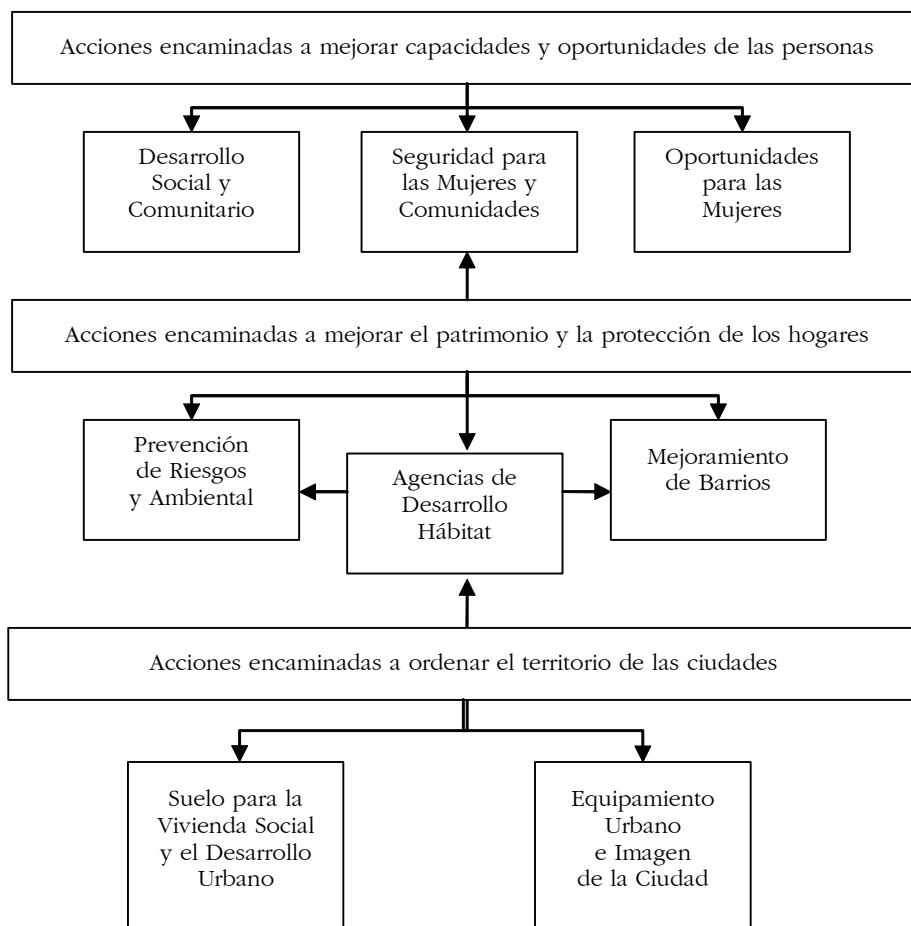 Acciones encaminadas a mejorar capacidades y oportunidades de las personas
Desarrollo
Social y
Comunitario
Seguridad para
las Mujeres y
Comunidades
Oportunidades
para las
Mujeres
Acciones encaminadas a mejorar el patrimonio y la protección de los hogares
Prevención
de Riesgos
y Ambiental
Agencias de
Desarrollo
Hábitat
Mejoramiento
de Barrios
Acciones encaminadas a ordenar el territorio de las ciudades
Suelo para la
Vivienda Social
y el Desarrollo
Urbano
Equipamiento
Urbano
e Imagen
de la Ciudad